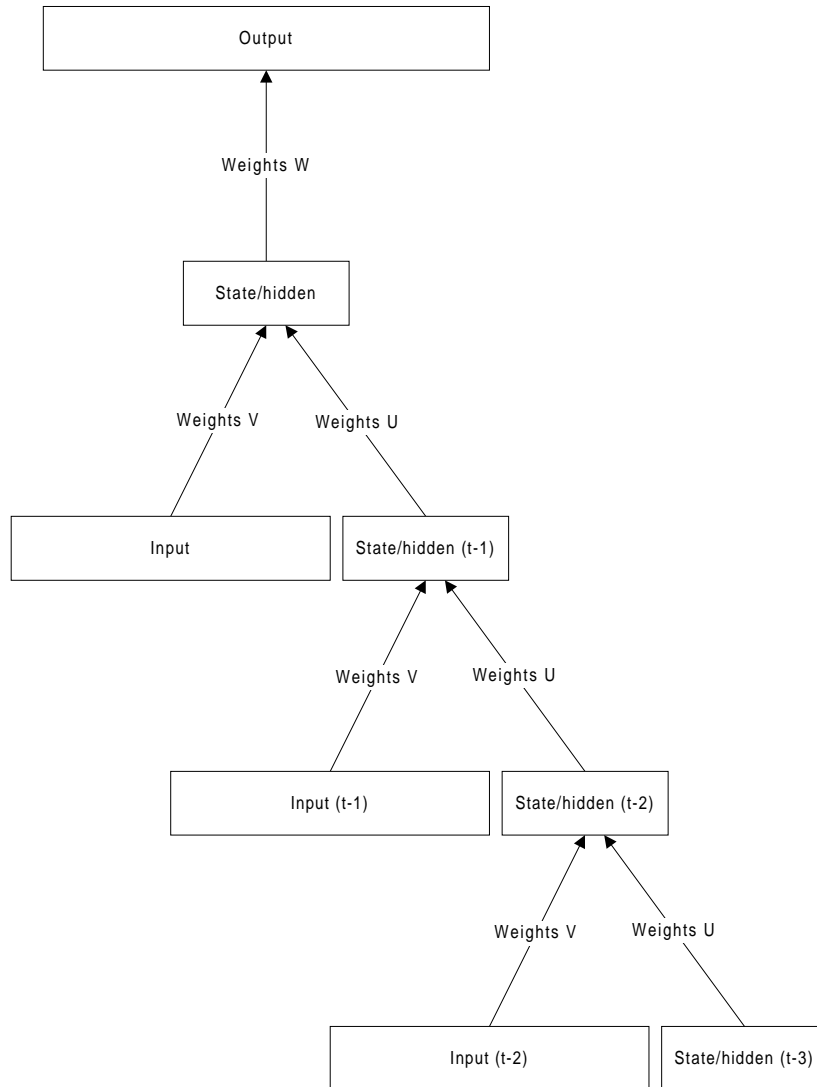 Output
Weights W
State/hidden
Weights V
Weights U
Input
State/hidden (t-1)
Weights V
Weights U
Input (t-1)
State/hidden (t-2)
Weights V
Weights U
Input (t-2)
State/hidden (t-3)